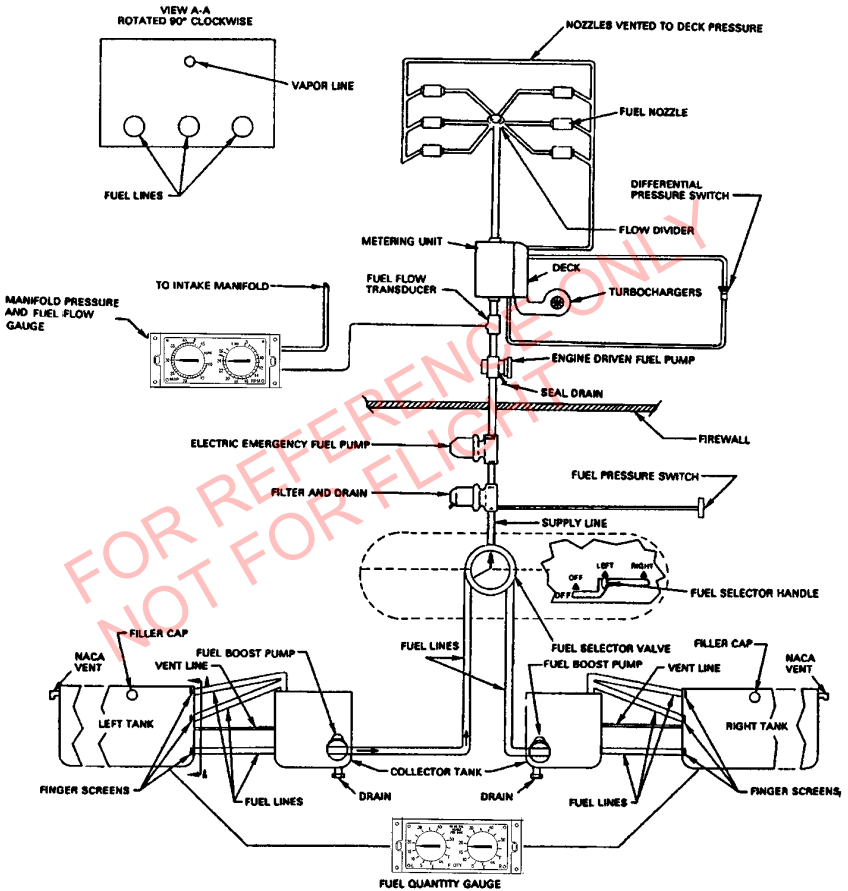 VIEW A-A
ROTATED 90° CLOCKWISE
VAPOR LINE
FUEL LINES
NOZZLES VENTED TO DECK PRESSURE
FUEL NOZZLE
DIFFERENTIAL
PRESSURE SWITCH
FLOW DIVIDER
METERING UNIT
DECK
TURBOCHARGERS
FUEL FLOW
TRANSDUCER
TO INTAKE MANIFOLD
MANIFOLD PRESSURE
AND FUEL FLOW
GAUGE
ENGINE DRIVEN FUEL PUMP
SEAL DRAIN
FIREWALL
ELECTRIC EMERGENCY FUEL PUMP
FUEL PRESSURE SWITCH
FILTER AND DRAIN
SUPPLY LINE
FOR REFERENCE ONLY
NOT FOR FLIGHT
OFF
LEFT
RIGHT
OFF
FUEL SELECTOR HANDLE
FUEL LINES
FUEL SELECTOR VALVE
FILLER CAP
NACA
VENT
VENT LINE
FUEL BOOST PUMP
FUEL BOOST PUMP
VENT LINE
FILLER CAP
NACA
VENT
LEFT TANK
A
A
RIGHT TANK
COLLECTOR TANK
FINGER SCREENS
FUEL LINES
DRAIN
DRAIN
FUEL LINES
FINGER SCREENS
FUEL QUANTITY GAUGE